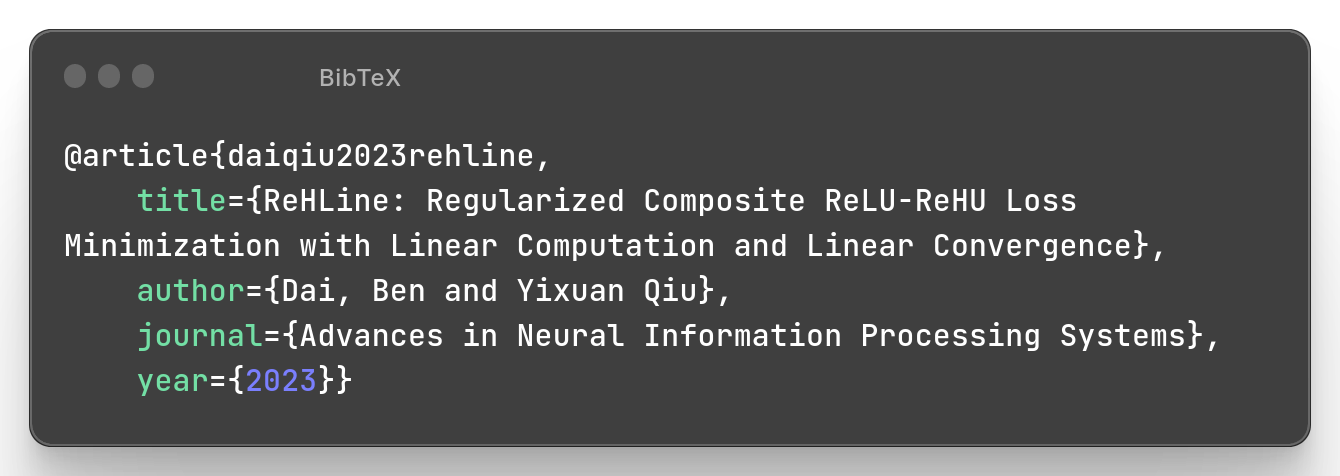 BibTeX
@article{daiqiu2023rehline,
    title={ReHLine: Regularized Composite ReLU-ReHU Loss
Minimization with Linear Computation and Linear Convergence},
    author={Dai, Ben and Yixuan Qiu},
    journal={Advances in Neural Information Processing Systems},
    year={2023}}